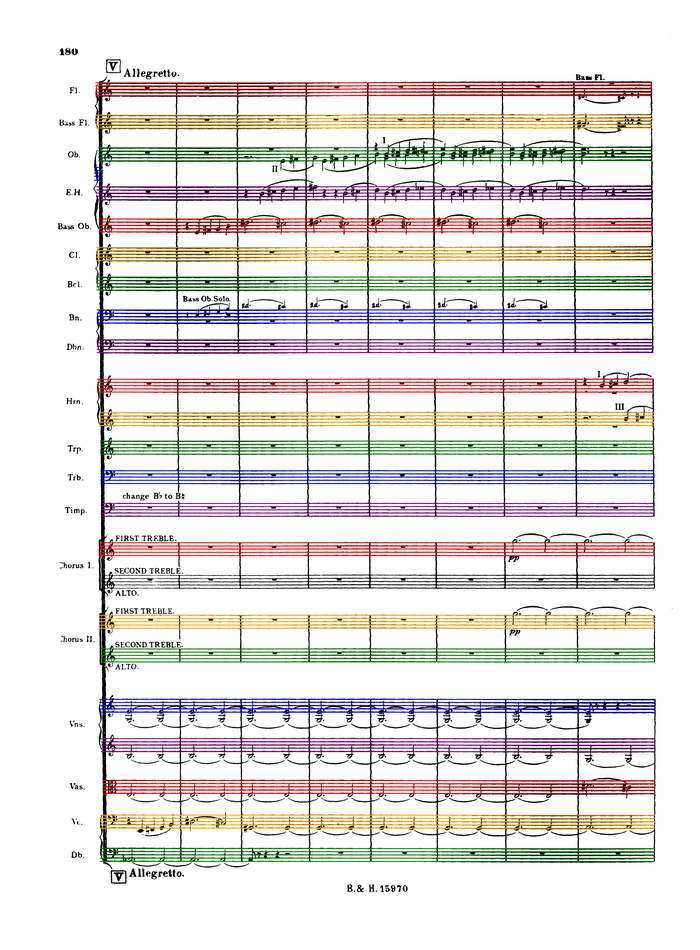 180
V Allegretto.
Bass Fl.
Fl.
Bass Fl.
I
Ob.
II
E.H.
Bass Ob.
Cl.
Bcl.
Bass Ob. Solo.
Bn.
Dbn.
I
Hrn.
III
Trp.
Trb.
change B♭ to B♮
Timp.
FIRST TREBLE.
pp
Chorus I.
SECOND TREBLE.
ALTO.
FIRST TREBLE.
pp
Chorus II.
SECOND TREBLE.
ALTO.
Vns.
Vas.
Vc.
Db.
V Allegretto.
B. & H. 15970